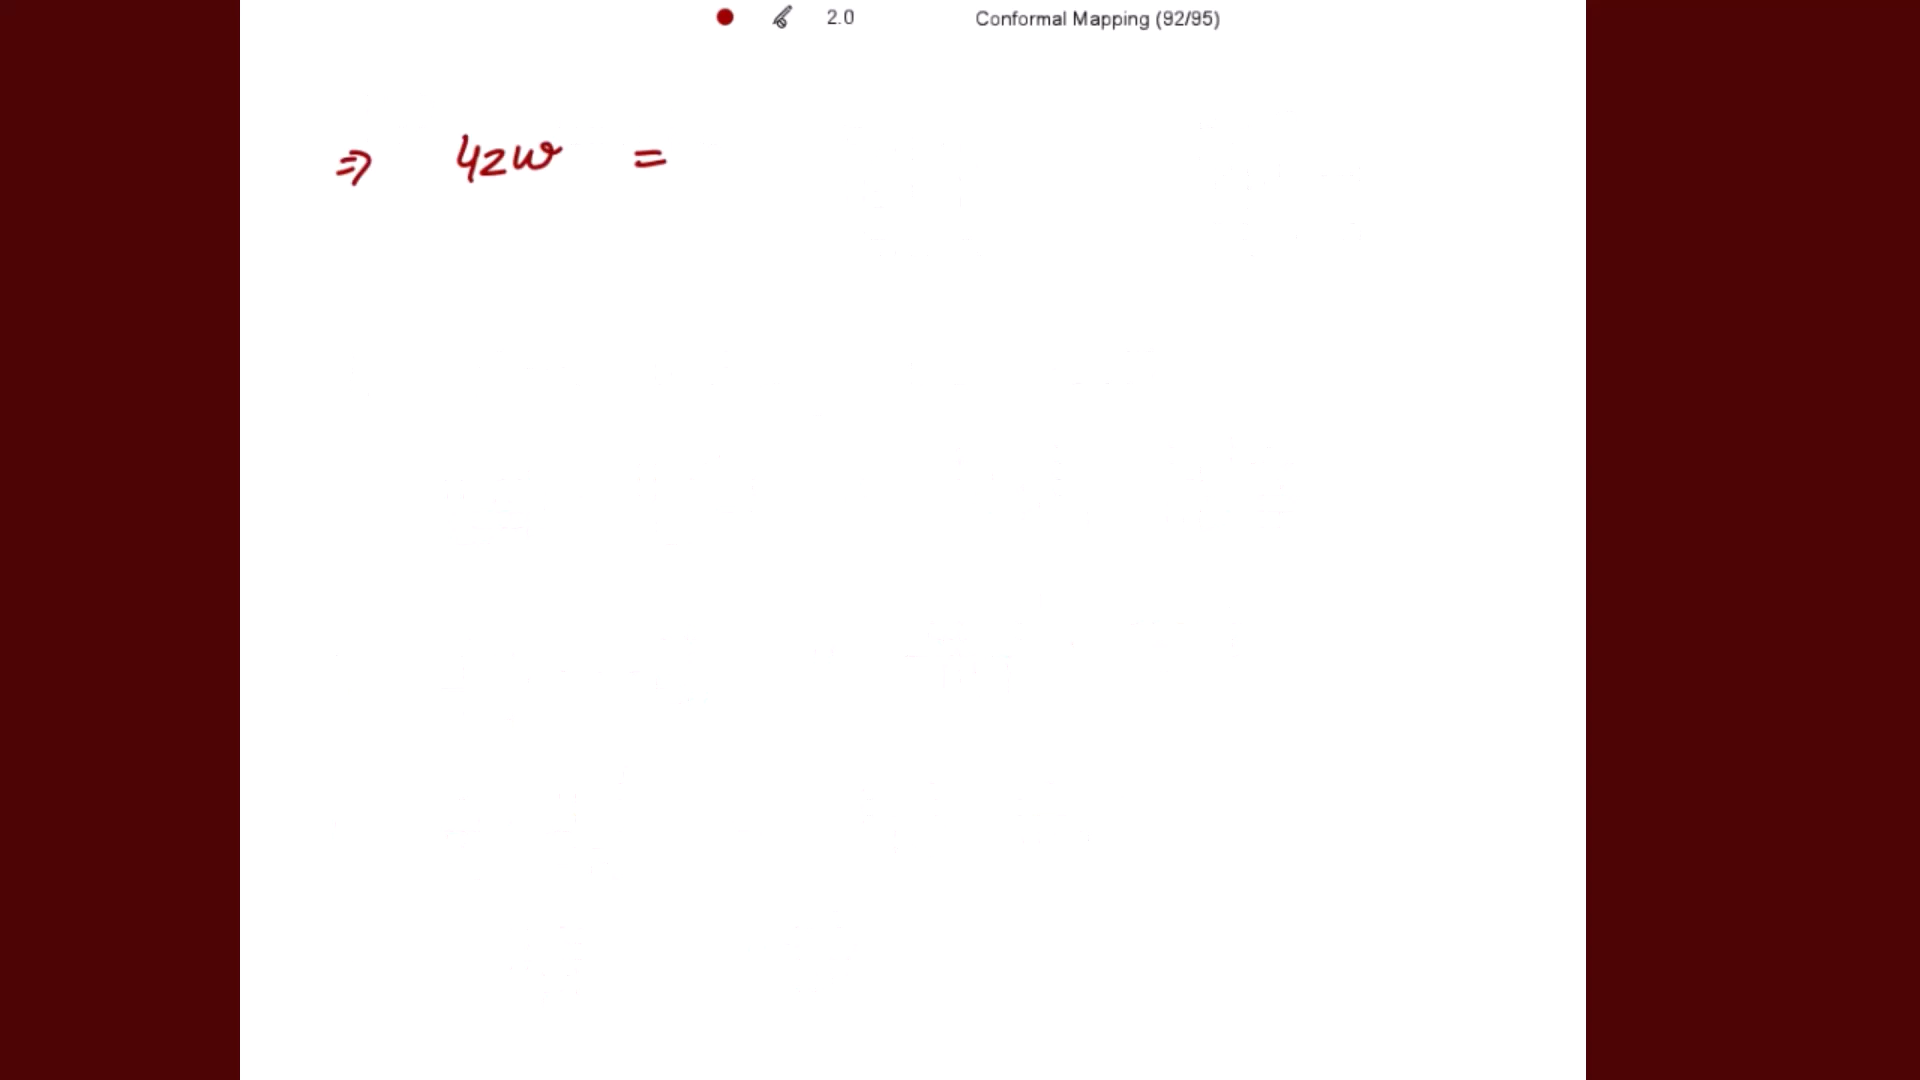 2.0 Conformal Mapping (92/95)
⇒ 4zw =